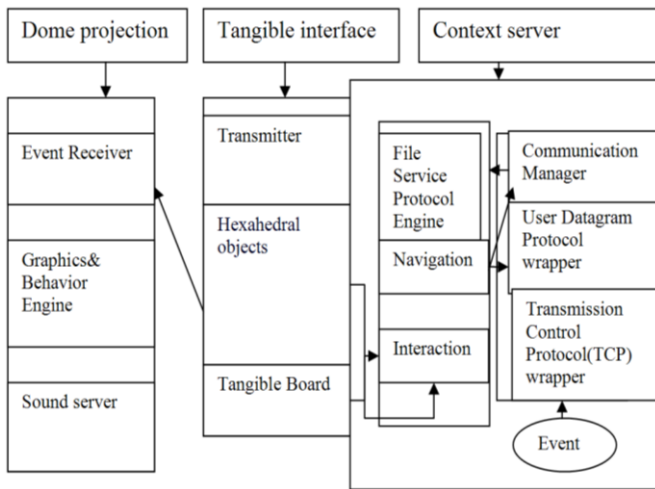 Dome projection
Tangible interface
Context server
Event Receiver
Graphics&
Behavior
Engine
Sound server
Transmitter
Hexahedral
objects
Tangible Board
File
Service
Protocol
Engine
Navigation
Interaction
Communication
Manager
User Datagram
Protocol
wrapper
Transmission
Control
Protocol(TCP)
wrapper
Event